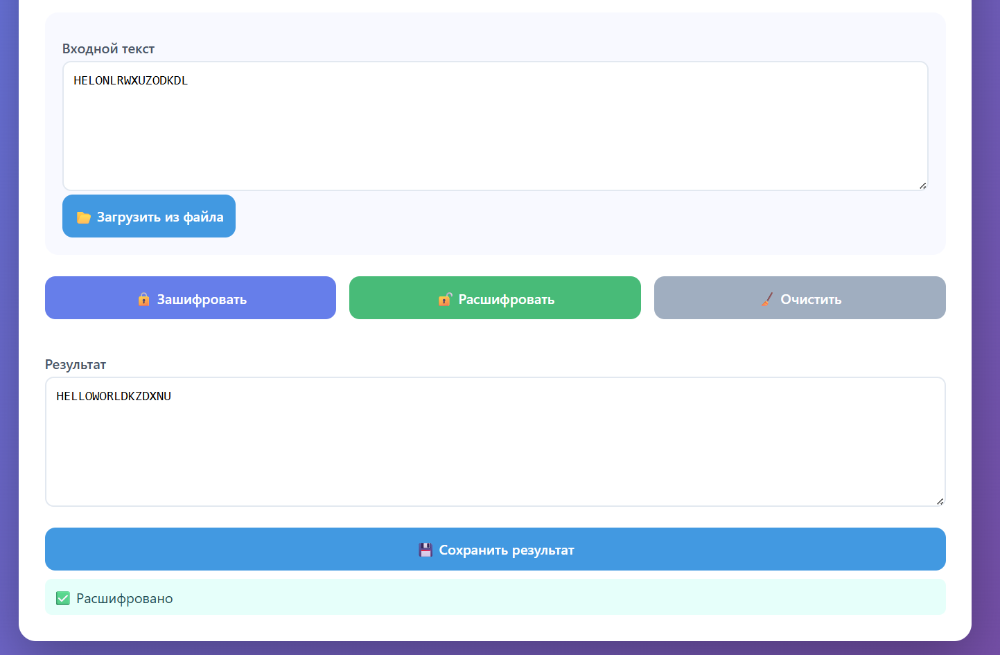 Входной текст
HELONLRWXUZODKDL
📂 Загрузить из файла
🔒 Зашифровать
🔓 Расшифровать
🧹 Очистить
Результат
HELLOWORLDKZDXNU
💾 Сохранить результат
✅ Расшифровано